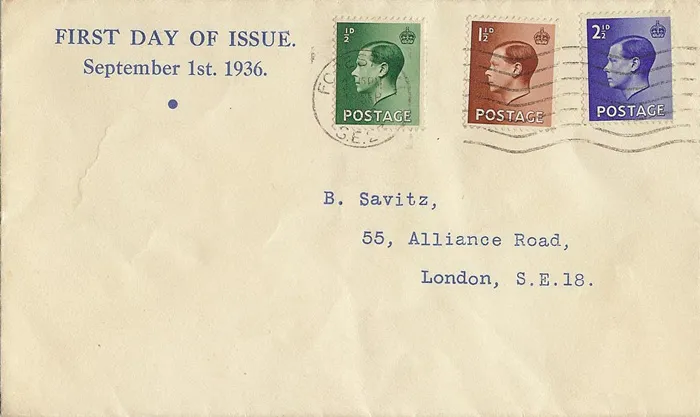 FIRST DAY OF ISSUE.
September 1st. 1936.
½D
POSTAGE
1½D
POSTAGE
2½D
POSTAGE
S.E.
B. Savitz,
55, Alliance Road,
London, S.E.18.